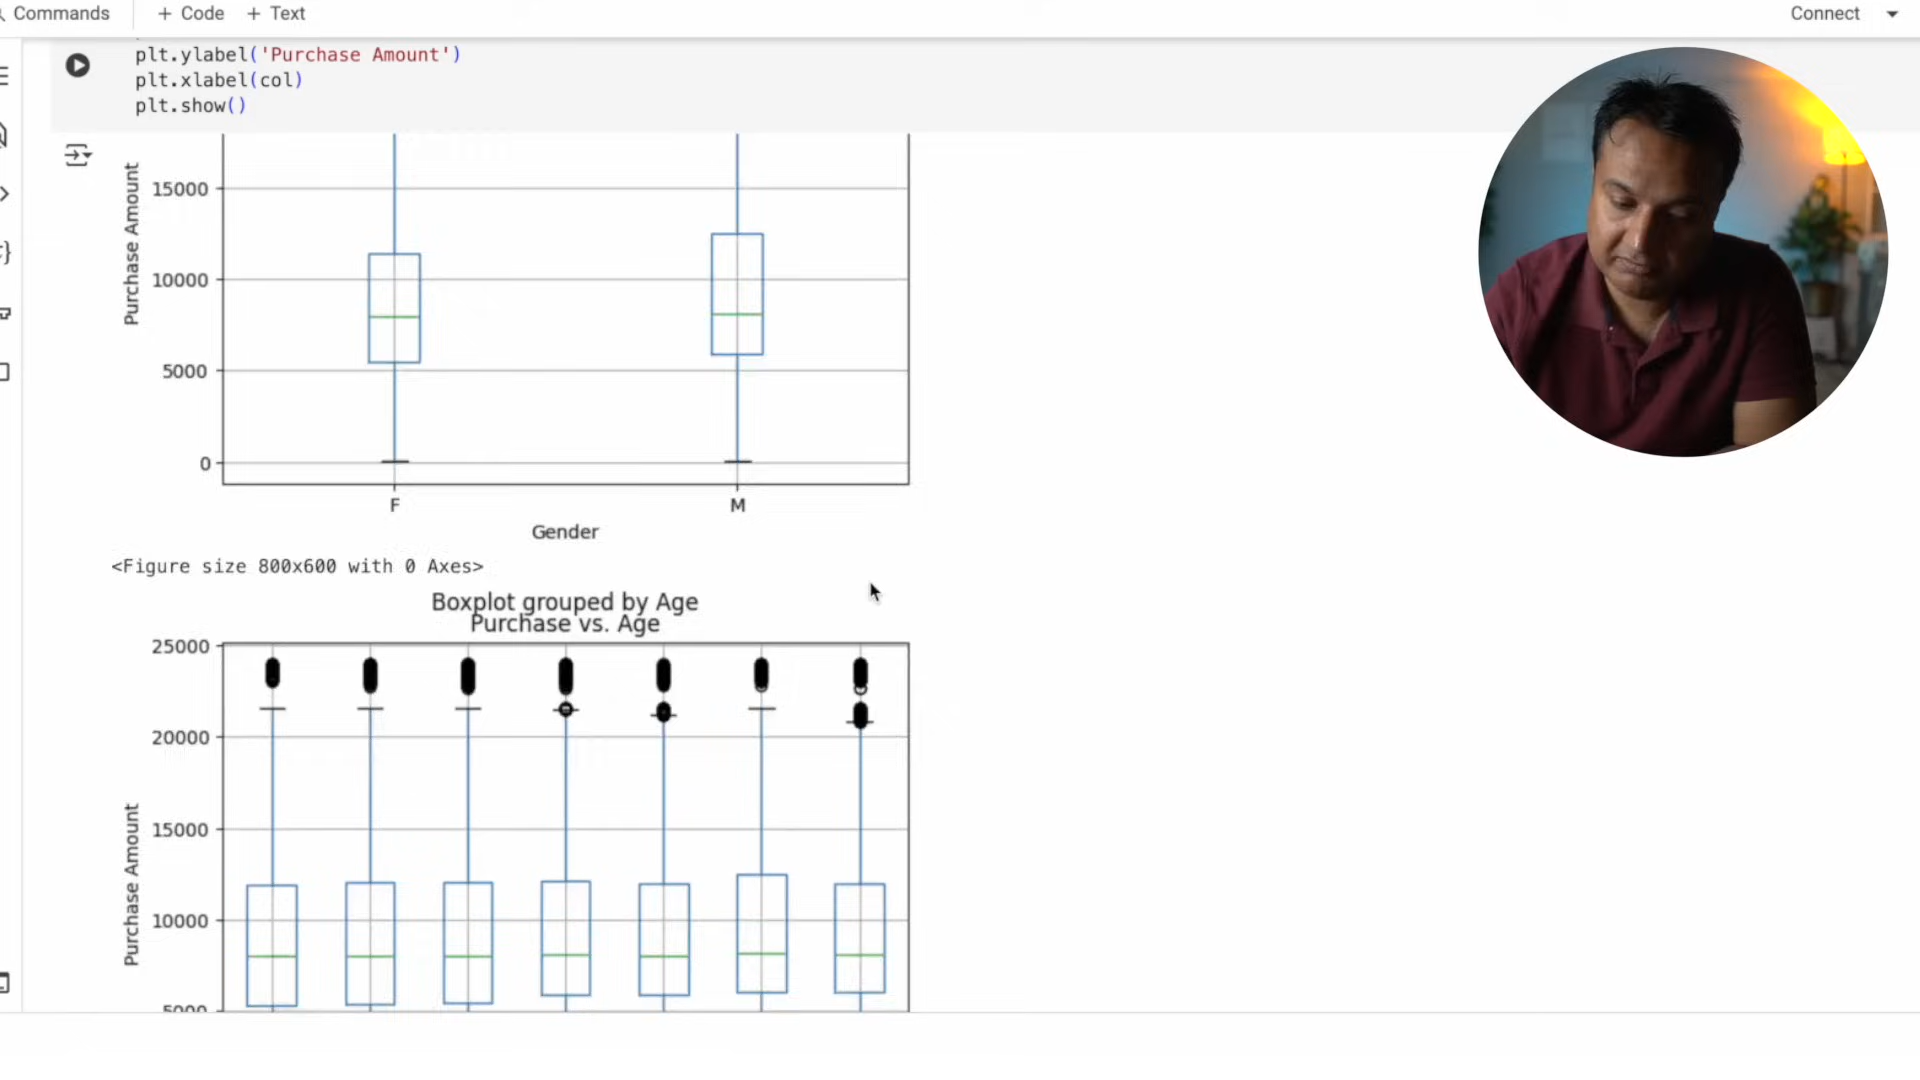 Commands + Code + Text Connect
plt.ylabel('Purchase Amount')
plt.xlabel(col)
plt.show()
15000
10000
5000
0
Purchase Amount
F M
Gender
<Figure size 800x600 with 0 Axes>
Boxplot grouped by Age
Purchase vs. Age
25000
20000
15000
10000
5000
Purchase Amount